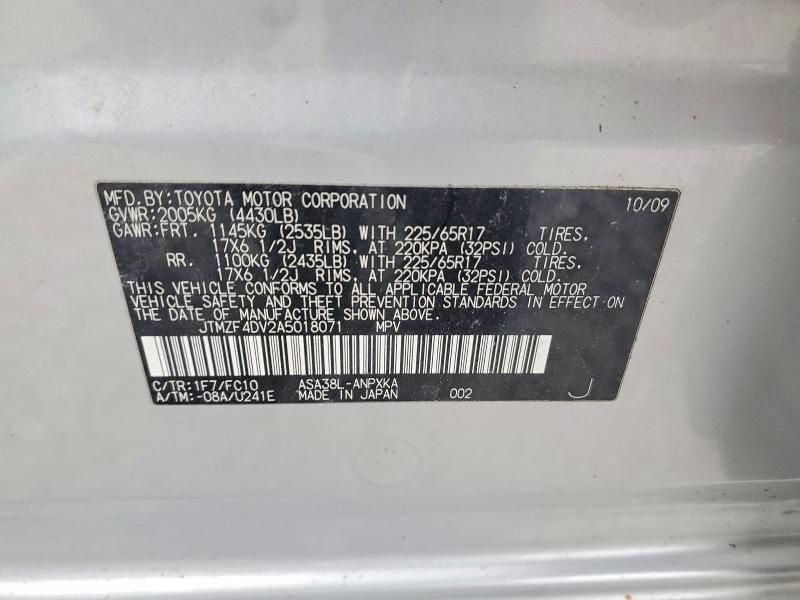 MFD.BY:TOYOTA MOTOR CORPORATION 10/09
GVWR:2005KG (4430LB)
GAWR:FRT. 1145KG (2535LB) WITH 225/65R17 TIRES,
17X6 1/2J RIMS, AT 220KPA (32PSI) COLD.
RR. 1100KG (2435LB) WITH 225/65R17 TIRES,
17X6 1/2J RIMS, AT 220KPA (32PSI) COLD.
THIS VEHICLE CONFORMS TO ALL APPLICABLE FEDERAL MOTOR
VEHICLE SAFETY AND THEFT PREVENTION STANDARDS IN EFFECT ON
THE DATE OF MANUFACTURE SHOWN ABOVE.
JTMZF4DV2A5018071 MPV
C/TR:1F7/FC10 ASA38L-ANPXKA
A/TM:-08A/U241E MADE IN JAPAN 002 J